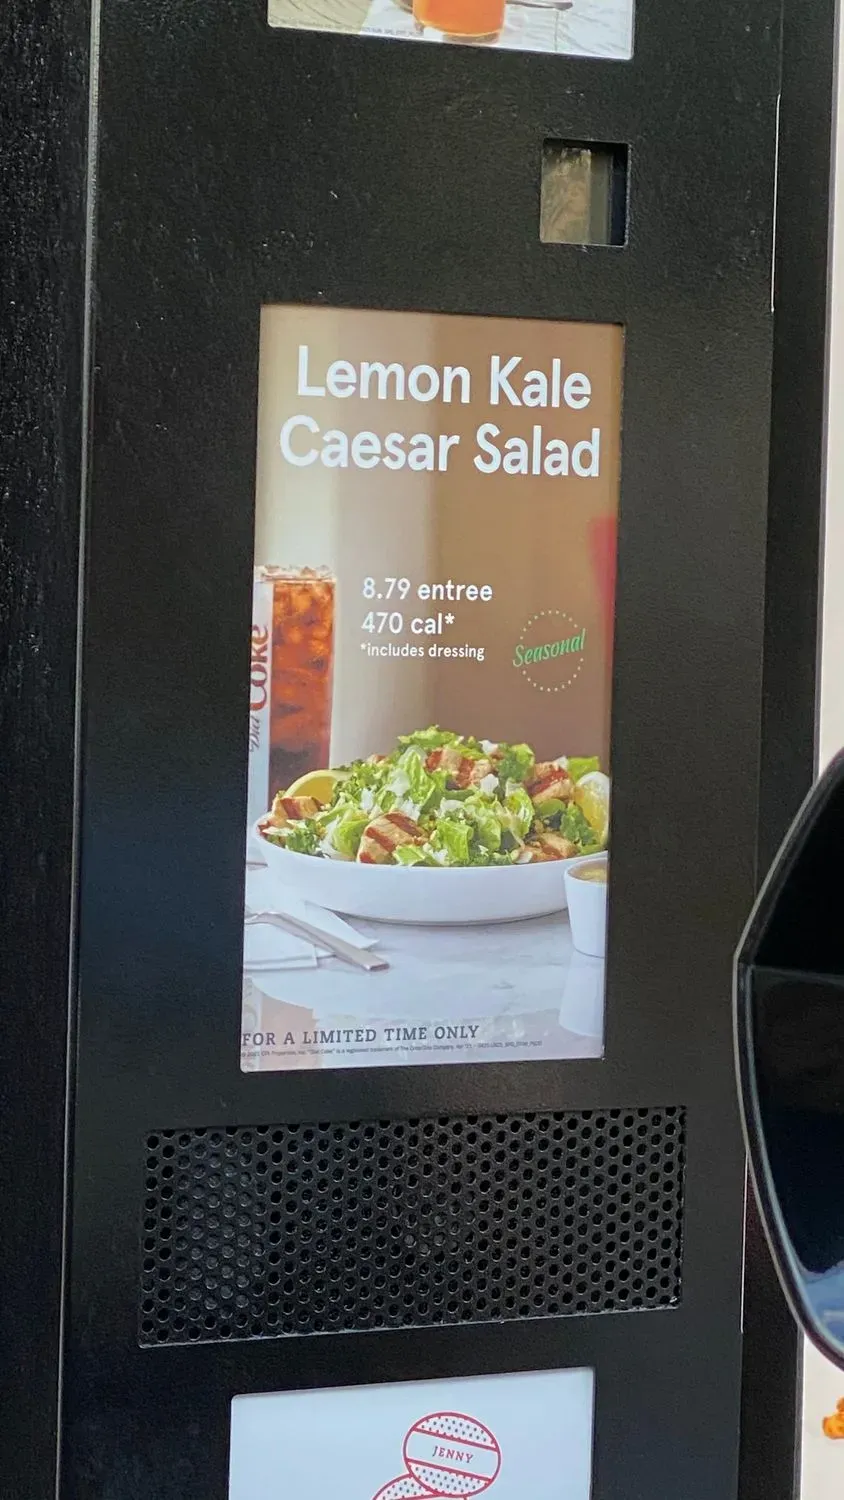 Lemon Kale
Caesar Salad
8.79 entree
470 cal*
*includes dressing
Seasonal
Diet Coke
FOR A LIMITED TIME ONLY
JENNY